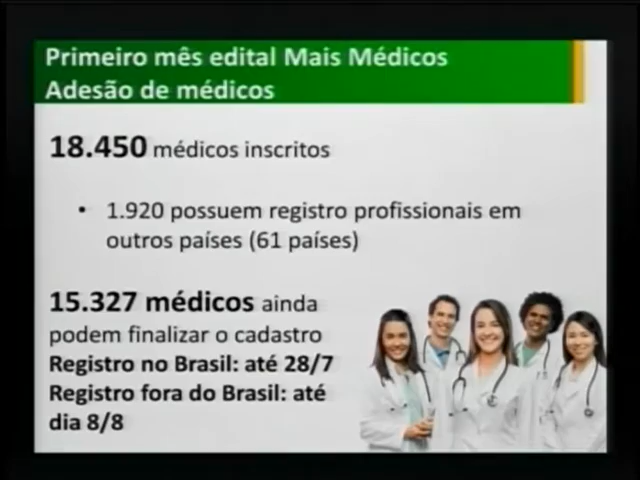 Primeiro mês edital Mais Médicos
Adesão de médicos
18.450 médicos inscritos
• 1.920 possuem registro profissionais em
outros países (61 países)
15.327 médicos ainda
podem finalizar o cadastro
Registro no Brasil: até 28/7
Registro fora do Brasil: até
dia 8/8